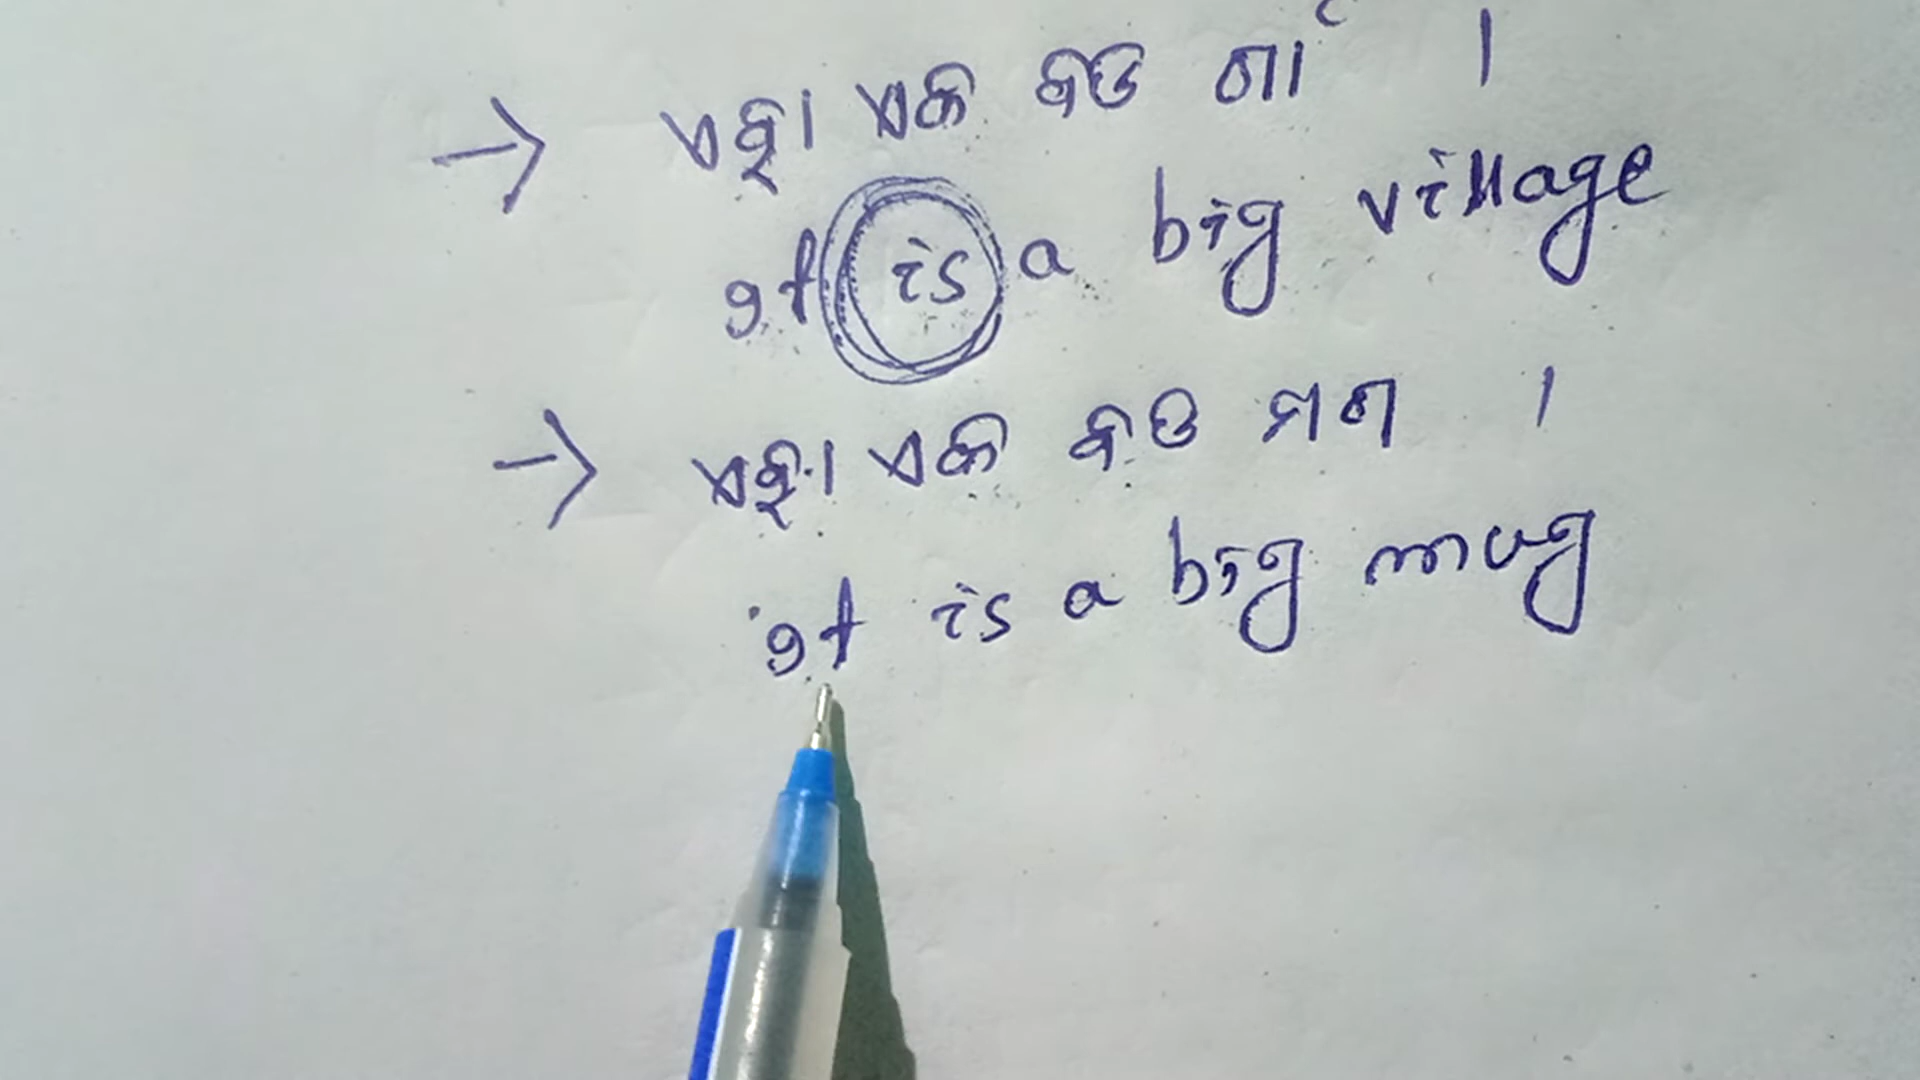 ଏହା ଏକ ବଡ ଗାଁ ।
It is a big village
ଏହା ଏକ ବଡ ମଗ ।
It is a big mug